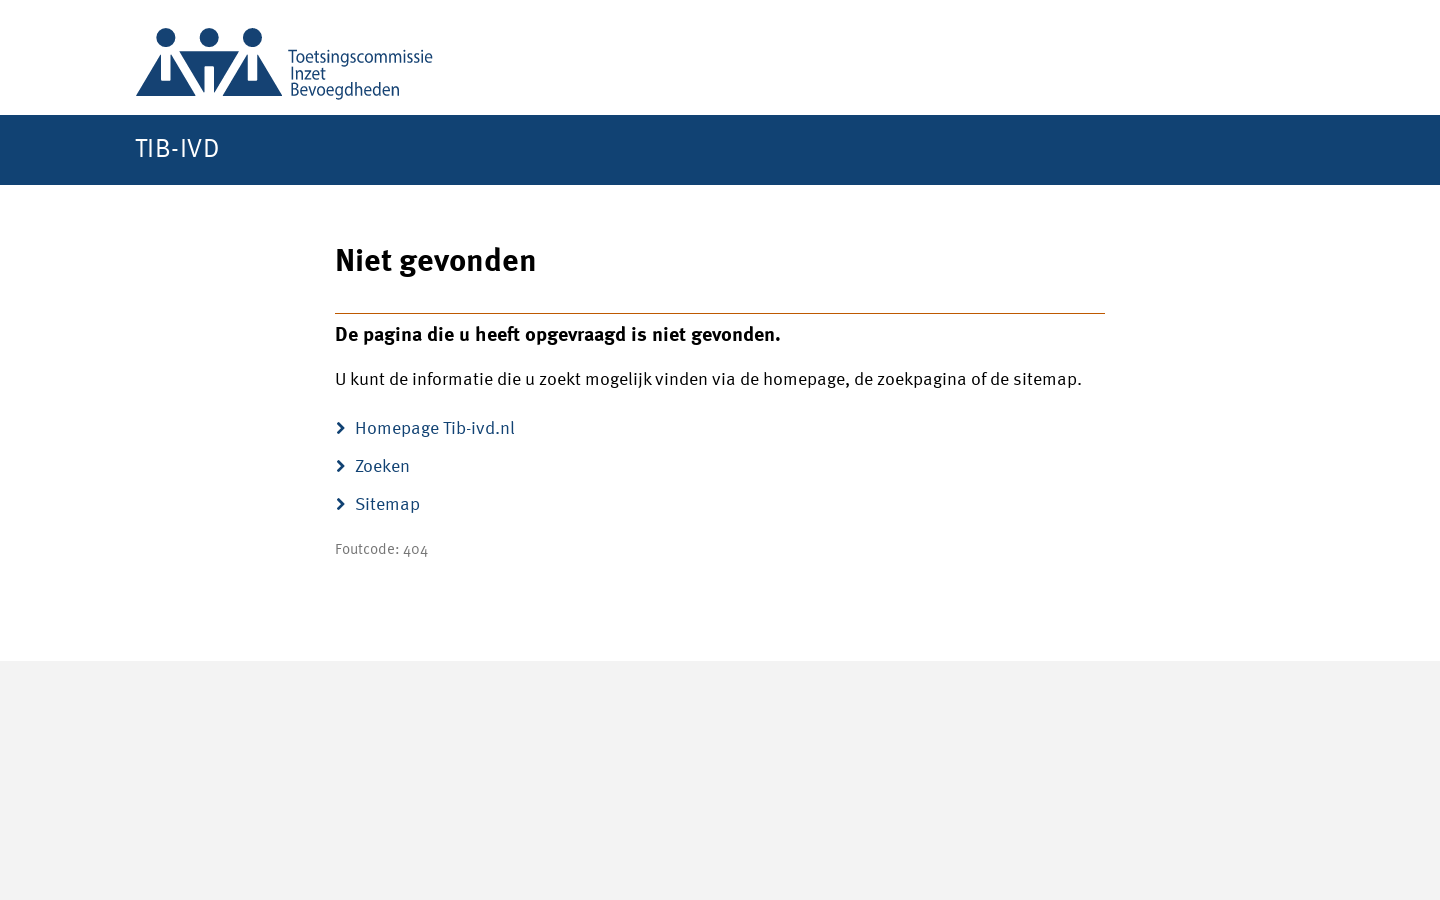 Toetsingscommissie
Inzet
Bevoegdheden
TIB-IVD
Niet gevonden
De pagina die u heeft opgevraagd is niet gevonden.
U kunt de informatie die u zoekt mogelijk vinden via de homepage, de zoekpagina of de sitemap.
Homepage Tib-ivd.nl
Zoeken
Sitemap
Foutcode: 404